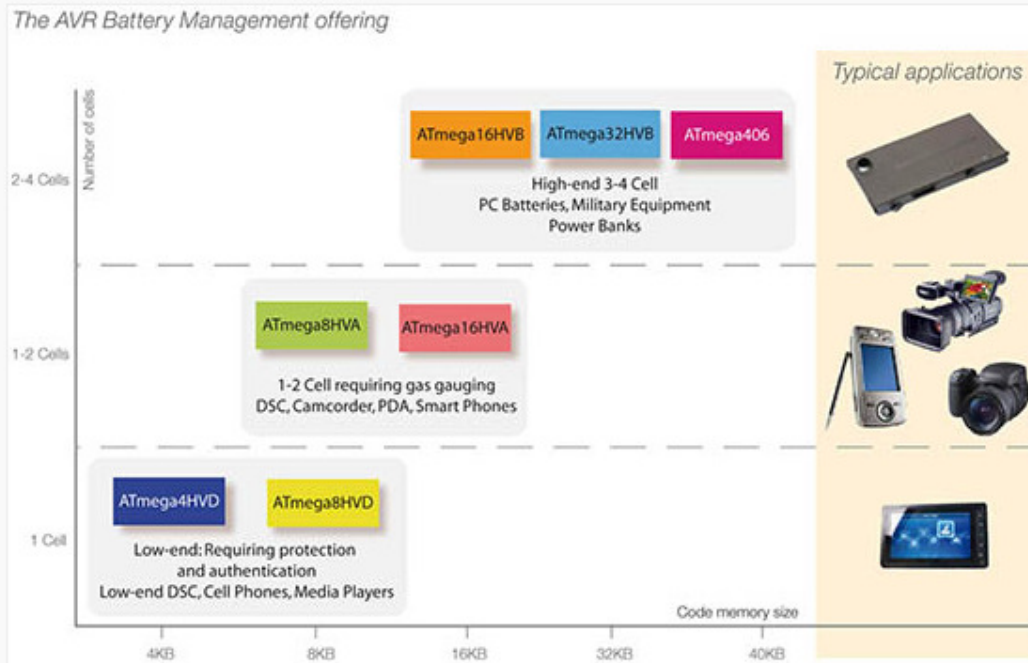 The AVR Battery Management offering
Typical applications
Number of cells
2-4 Cells
ATmega16HVB
ATmega32HVB
ATmega406
High-end 3-4 Cell
PC Batteries, Military Equipment
Power Banks
1-2 Cells
ATmega8HVA
ATmega16HVA
1-2 Cell requiring gas gauging
DSC, Camcorder, PDA, Smart Phones
1 Cell
ATmega4HVD
ATmega8HVD
Low-end: Requiring protection
and authentication
Low-end DSC, Cell Phones, Media Players
Code memory size
4KB
8KB
16KB
32KB
40KB